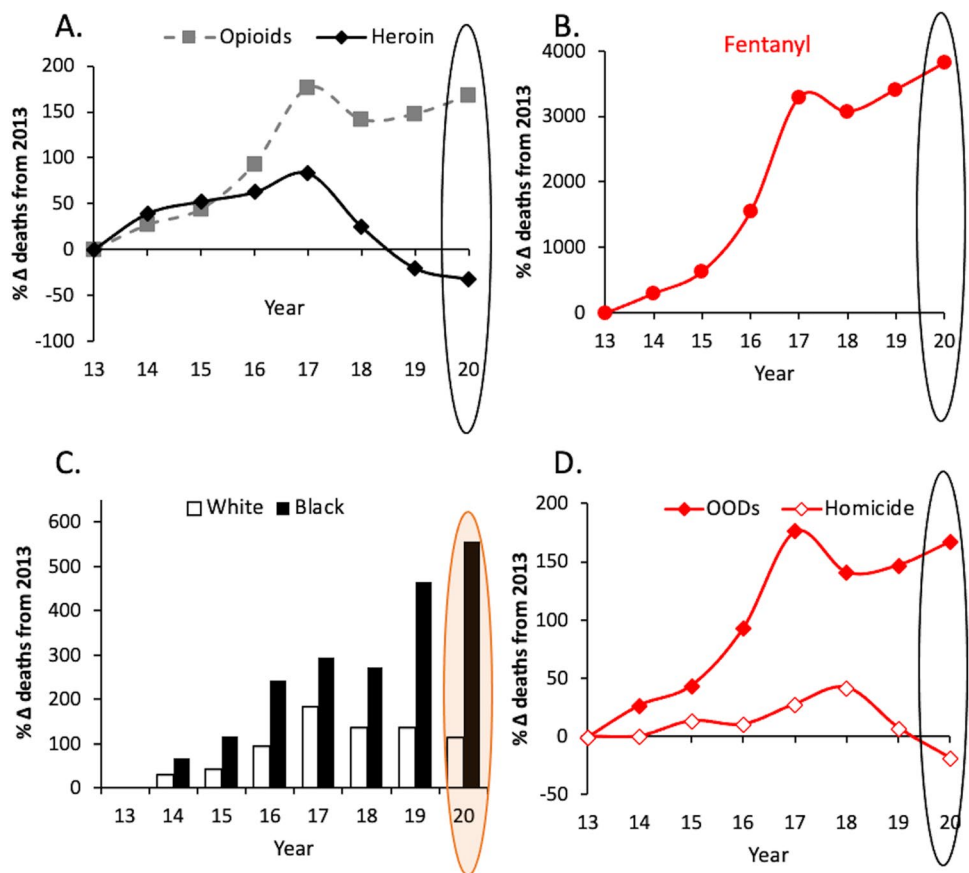 A.
Opioids Heroin
200
150
100
50
0
-50
-100
% Δ deaths from 2013
13 14 15 16 17 18 19 20
Year
B.
Fentanyl
4000
3000
2000
1000
0
% Δ deaths from 2013
13 14 15 16 17 18 19 20
Year
C.
White Black
600
500
400
300
200
100
0
% Δ deaths from 2013
13 14 15 16 17 18 19 20
Year
D.
OODs Homicide
200
150
100
50
0
-50
% Δ deaths from 2013
13 14 15 16 17 18 19 20
Year